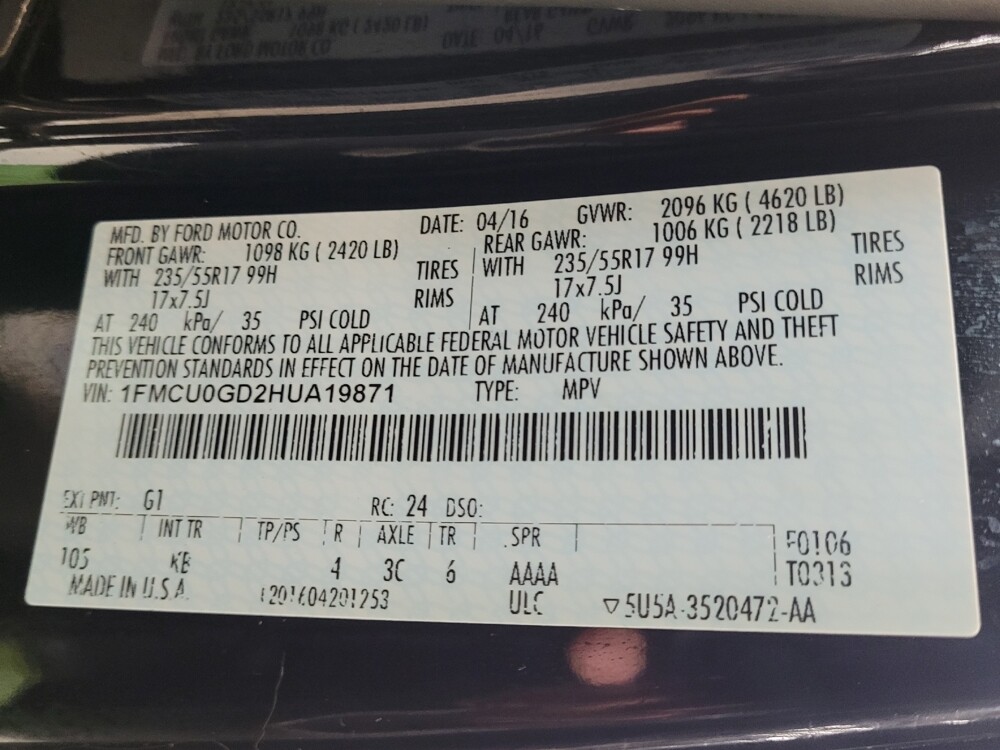 MFD. BY FORD MOTOR CO. DATE: 04/16 GVWR: 2096 KG ( 4620 LB)
FRONT GAWR: 1098 KG ( 2420 LB) REAR GAWR: 1006 KG ( 2218 LB)
WITH 235/55R17 99H TIRES WITH 235/55R17 99H TIRES
17x7.5J RIMS 17x7.5J RIMS
AT 240 kPa/ 35 PSI COLD AT 240 kPa/ 35 PSI COLD
THIS VEHICLE CONFORMS TO ALL APPLICABLE FEDERAL MOTOR VEHICLE SAFETY AND THEFT
PREVENTION STANDARDS IN EFFECT ON THE DATE OF MANUFACTURE SHOWN ABOVE.
VIN: 1FMCU0GD2HUA19871 TYPE: MPV
EXT PNT: G1 RC: 24 DSO:
WB INT TR TP/PS R AXLE TR SPR F0106
105 KB 4 3C 6 AAAA T0313
MADE IN U.S.A. 1201604201253 ULC ▽5U5A-3520472-AA